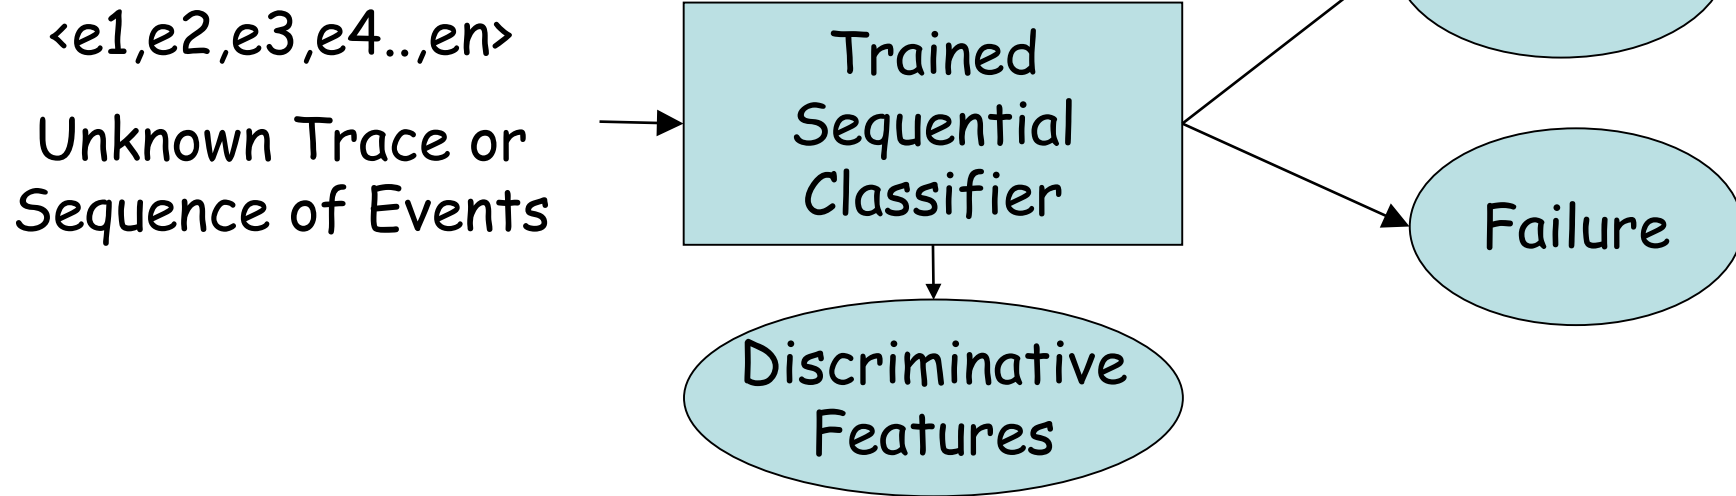 <e1,e2,e3,e4..,en>
Unknown Trace or
Sequence of Events
Trained
Sequential
Classifier
Failure
Discriminative
Features